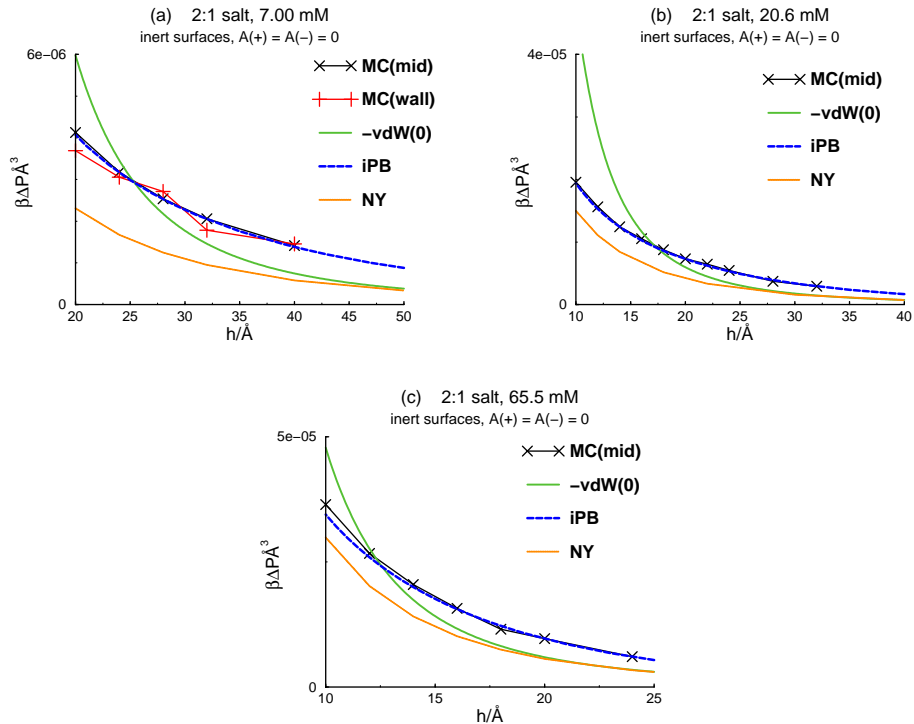 (a) 2:1 salt, 7.00 mM
inert surfaces, A(+) = A(−) = 0
6e-06
0
βΔPÅ³
20 25 30 35 40 45 50
h/Å
MC(mid)
MC(wall)
−vdW(0)
iPB
NY
(b) 2:1 salt, 20.6 mM
inert surfaces, A(+) = A(−) = 0
4e-05
0
βΔPÅ³
10 15 20 25 30 35 40
h/Å
MC(mid)
−vdW(0)
iPB
NY
(c) 2:1 salt, 65.5 mM
inert surfaces, A(+) = A(−) = 0
5e-05
0
βΔPÅ³
10 15 20 25
h/Å
MC(mid)
−vdW(0)
iPB
NY